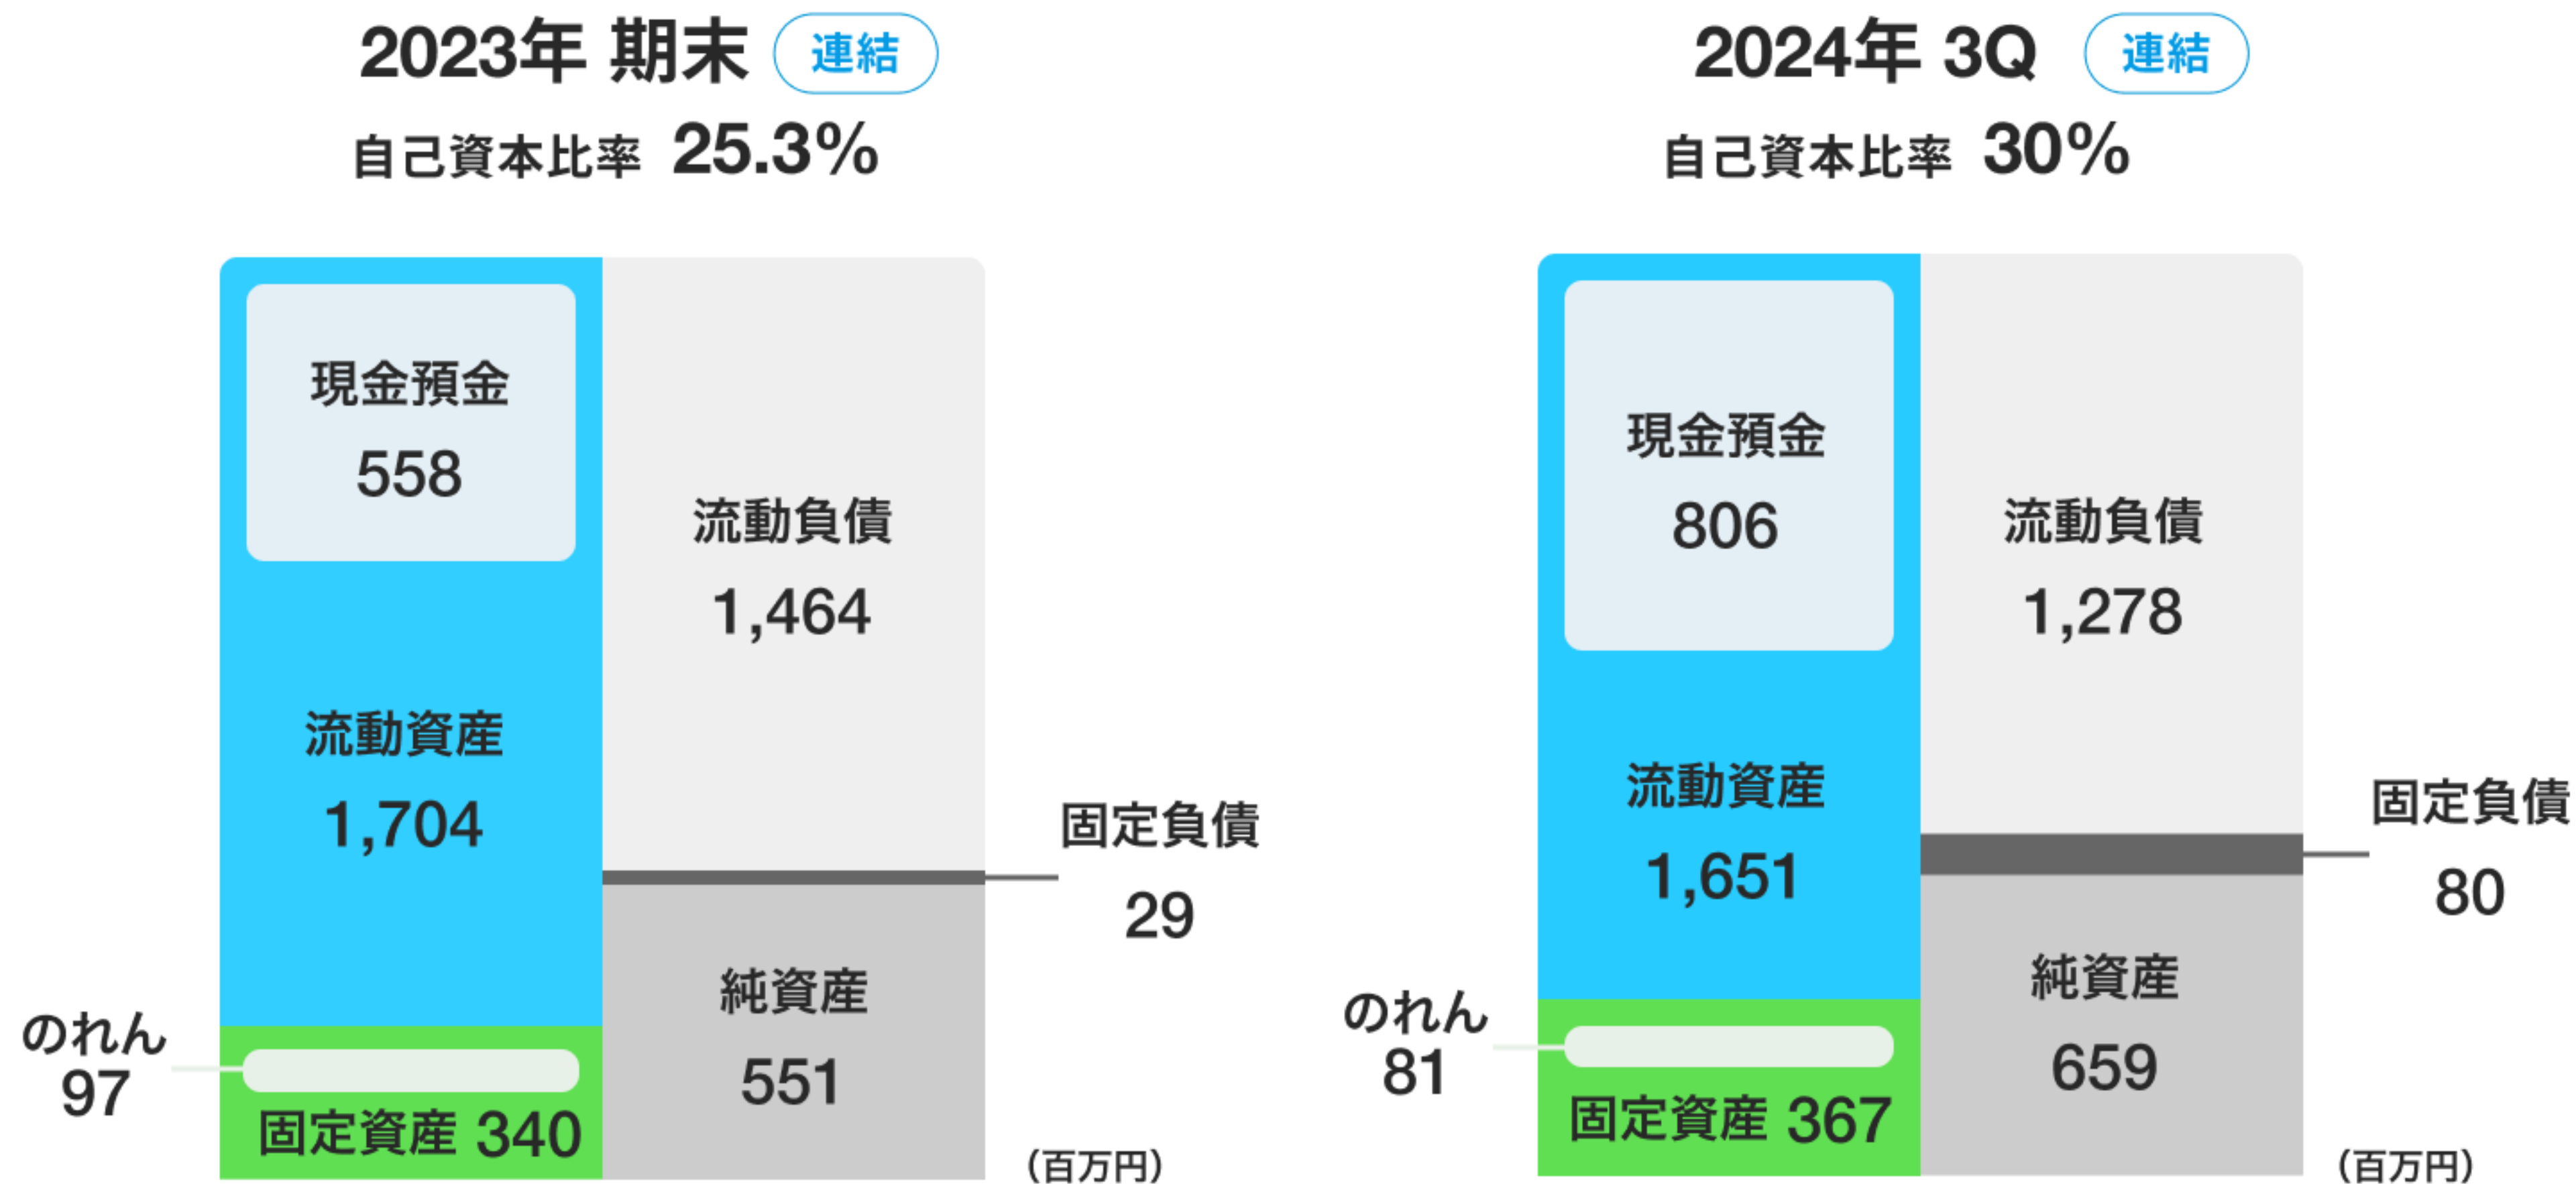 2023年 期末 連結
自己資本比率 25.3%
現金預金
558
流動資産
1,704
のれん
97
固定資産 340
流動負債
1,464
固定負債
29
純資産
551
（百万円）
2024年 3Q 連結
自己資本比率 30%
現金預金
806
流動資産
1,651
のれん
81
固定資産 367
流動負債
1,278
固定負債
80
純資産
659
（百万円）